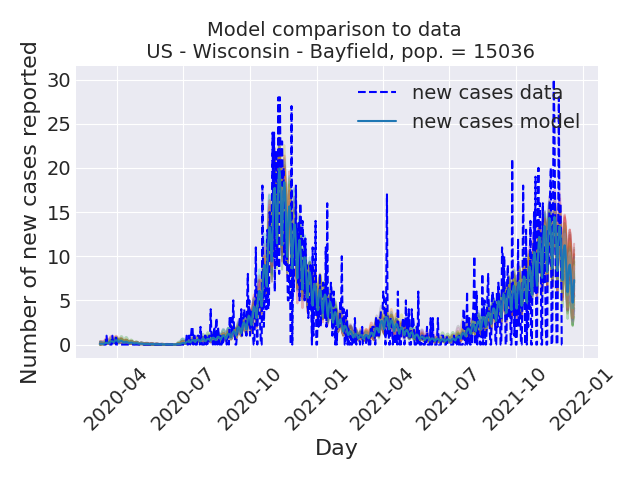 Model comparison to data
US - Wisconsin - Bayfield, pop. = 15036
Number of new cases reported
30
25
20
15
10
5
0
new cases data
new cases model
2020-04
2020-07
2020-10
2021-01
2021-04
2021-07
2021-10
2022-01
Day